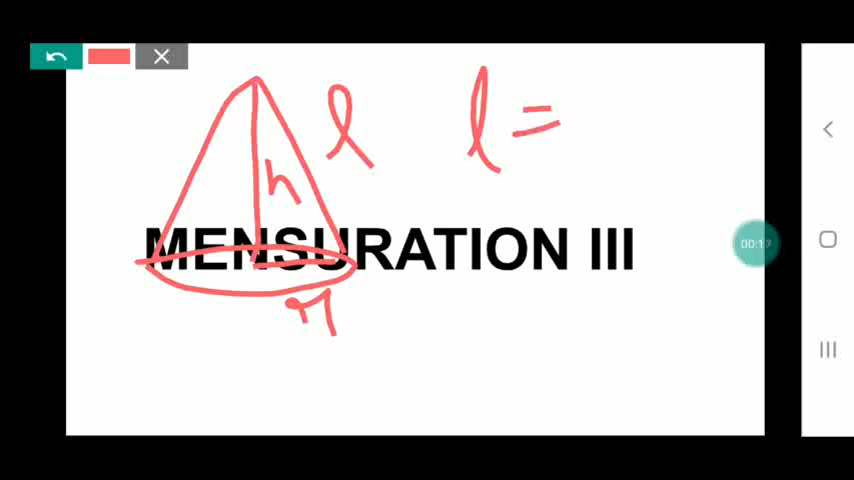 l l =
h
MENSURATION III
00:17
r